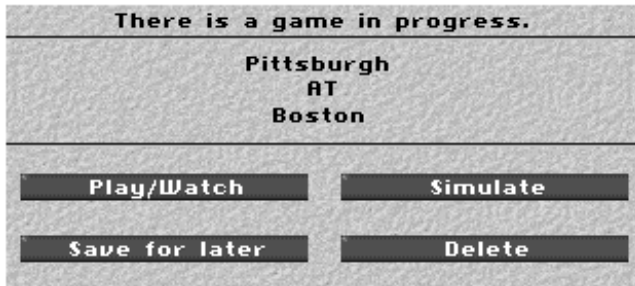 There is a game in progress.
Pittsburgh
AT
Boston
Play/Watch
Simulate
Save for later
Delete